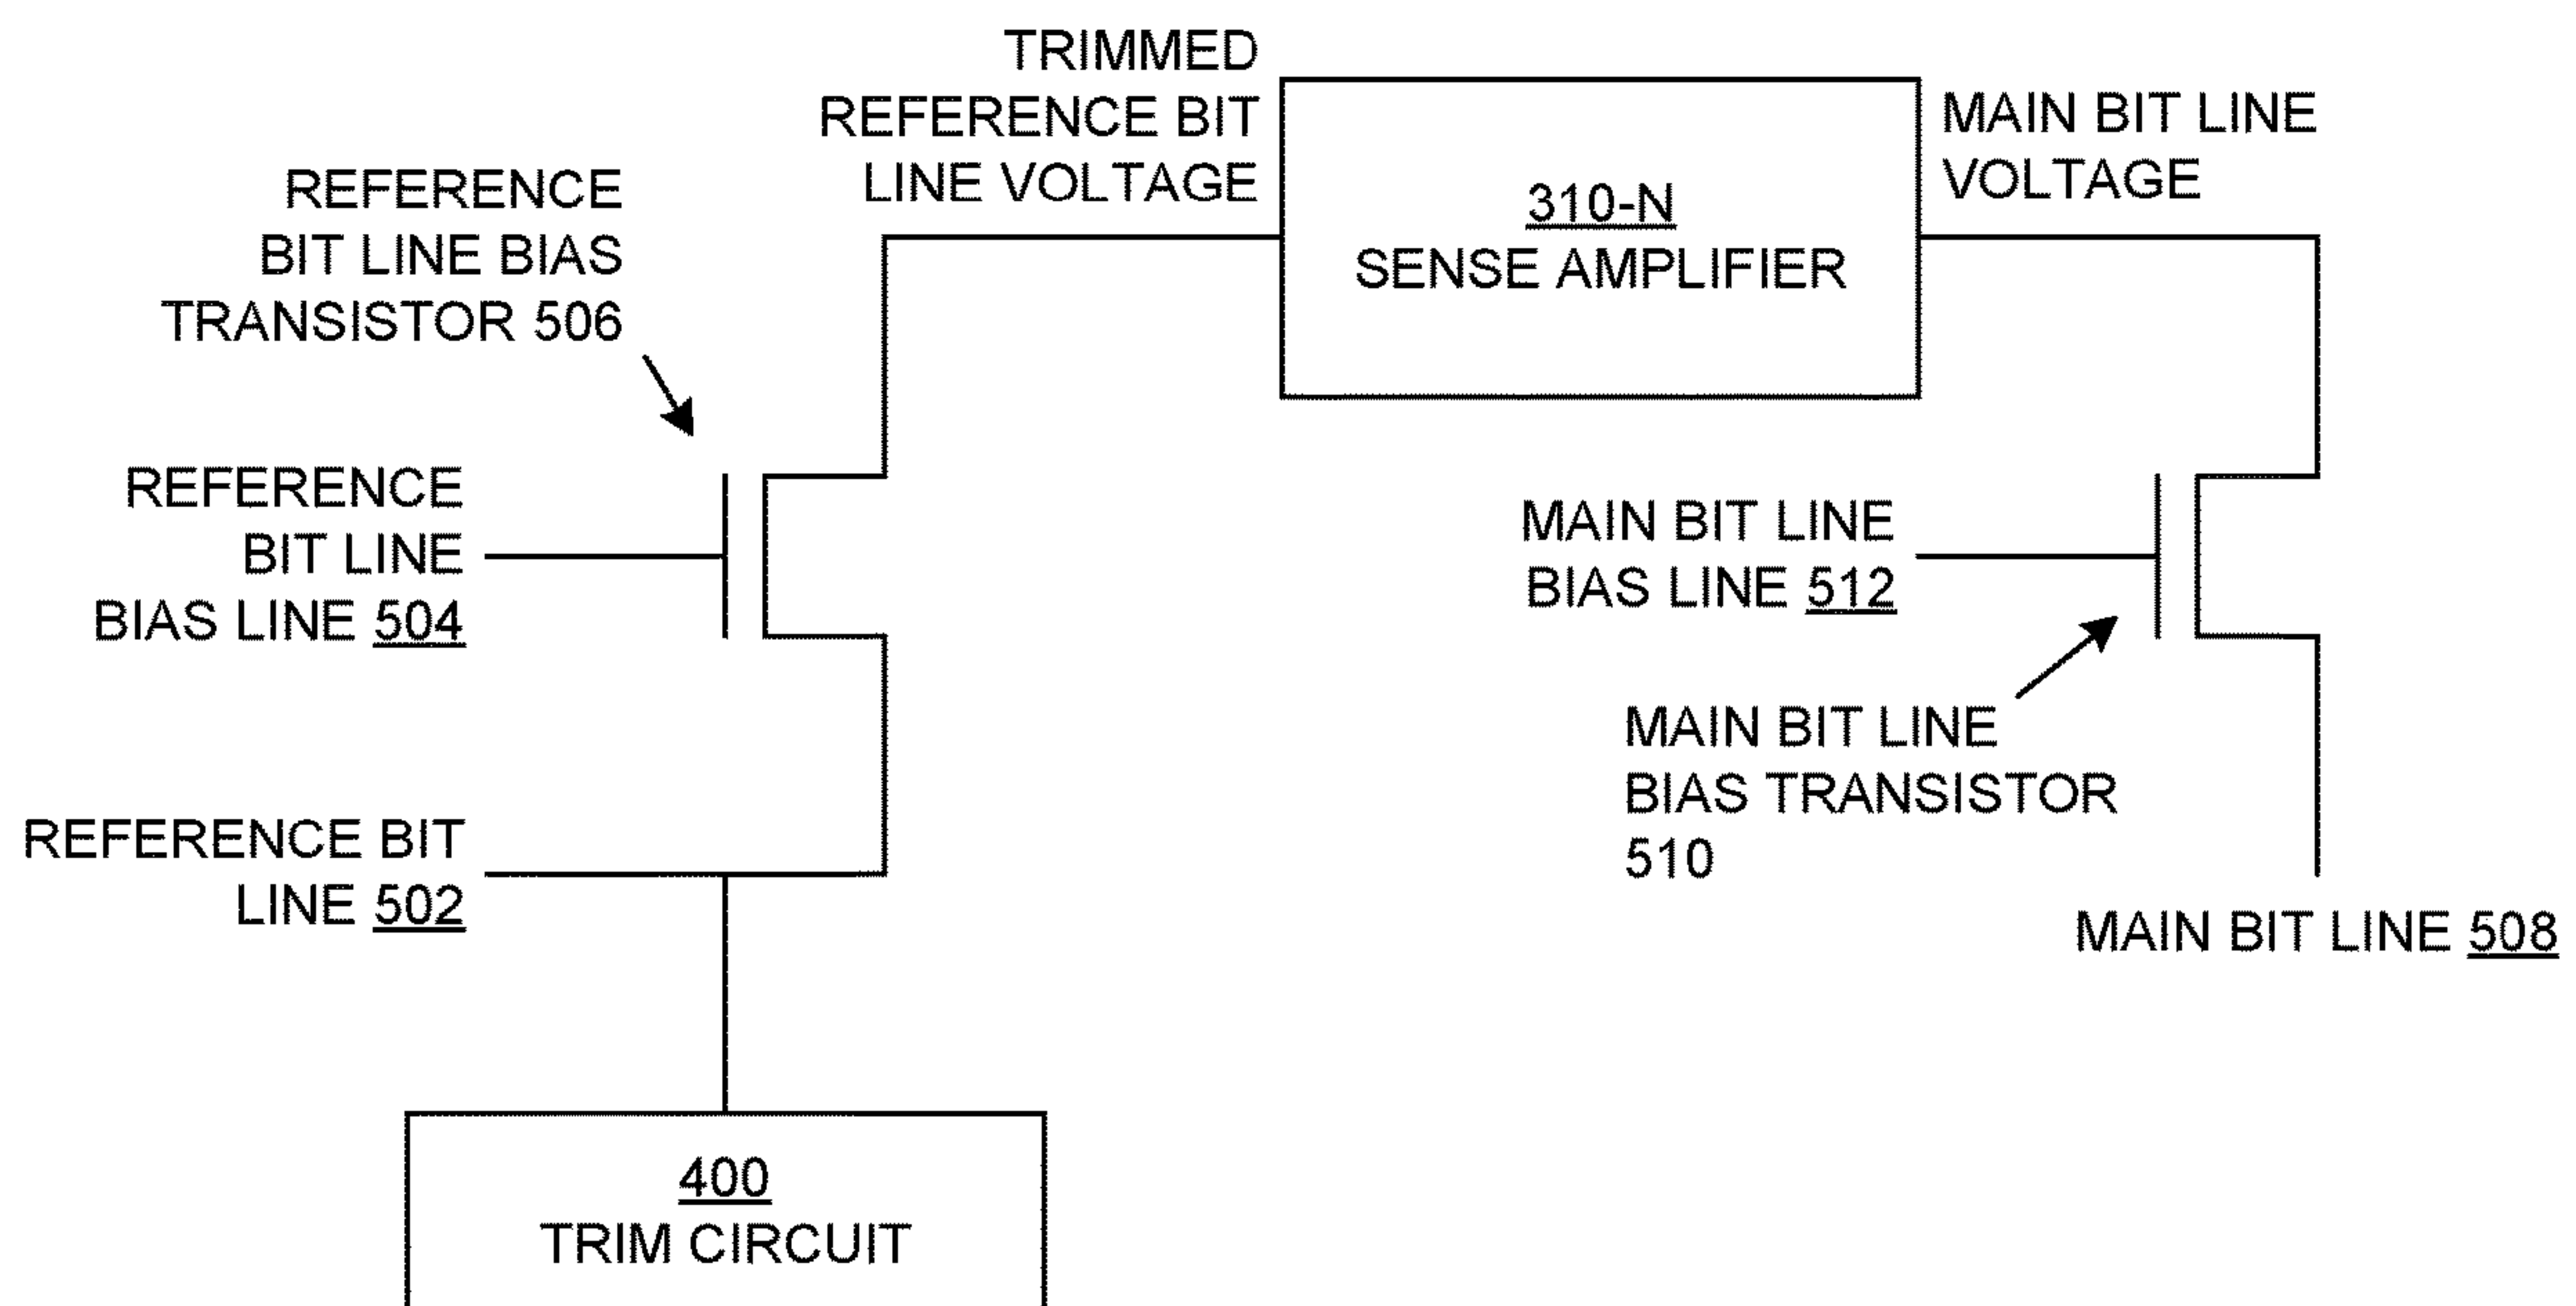 TRIMMED
REFERENCE BIT
LINE VOLTAGE
310-N
SENSE AMPLIFIER
MAIN BIT LINE
VOLTAGE
REFERENCE
BIT LINE BIAS
TRANSISTOR 506
REFERENCE
BIT LINE
BIAS LINE 504
MAIN BIT LINE
BIAS LINE 512
MAIN BIT LINE
BIAS TRANSISTOR
510
REFERENCE BIT
LINE 502
MAIN BIT LINE 508
400
TRIM CIRCUIT